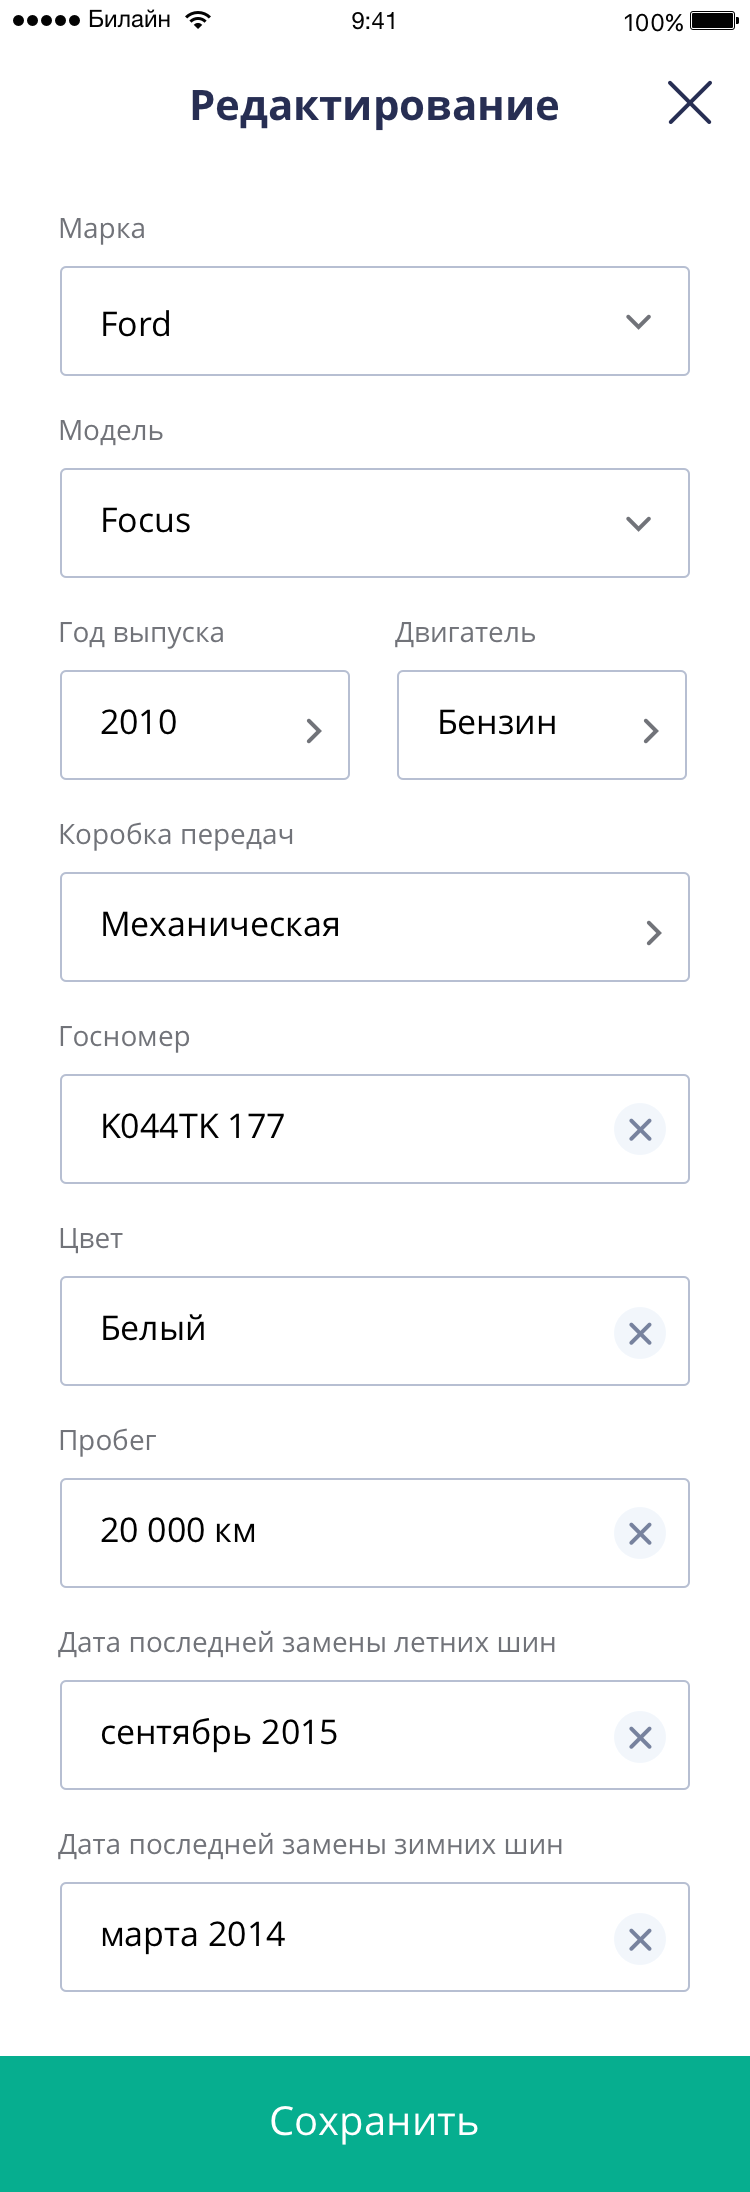 Билайн 9:41 100%
Редактирование
Марка
Ford
Модель
Focus
Год выпуска Двигатель
2010 Бензин
Коробка передач
Механическая
Госномер
K044TK 177
Цвет
Белый
Пробег
20 000 км
Дата последней замены летних шин
сентябрь 2015
Дата последней замены зимних шин
марта 2014
Сохранить